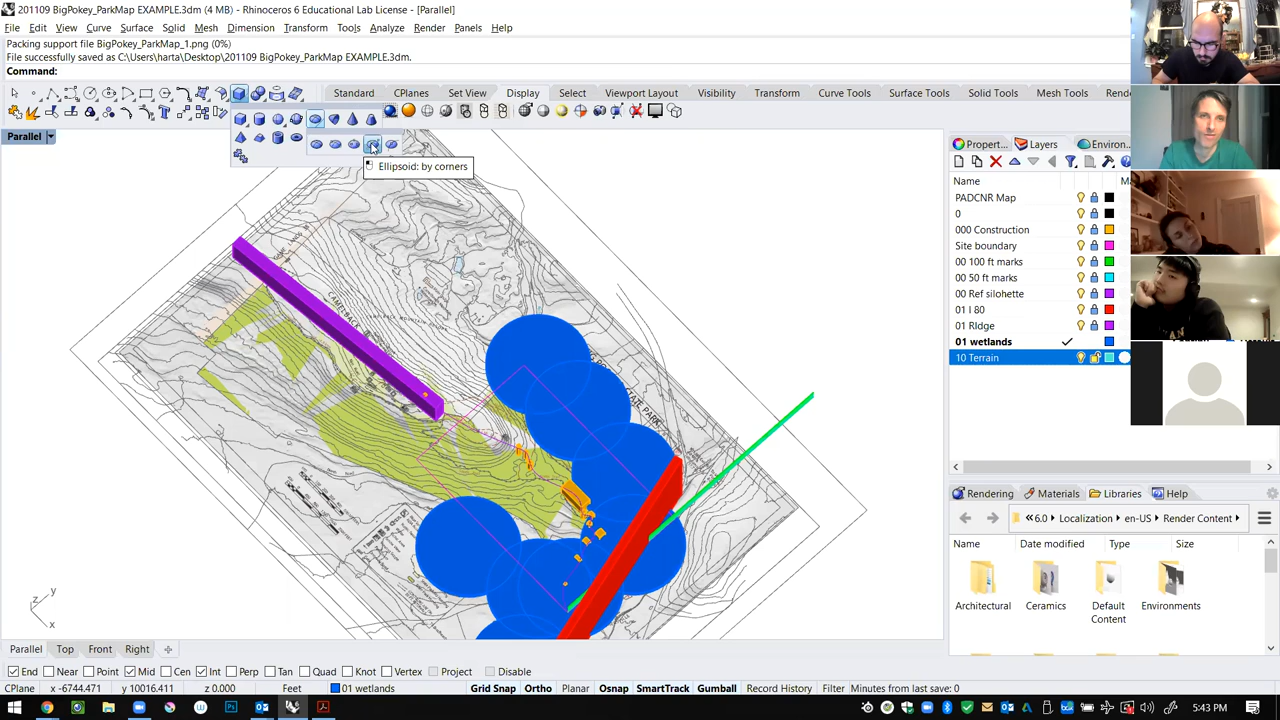 201109 BigPokey_ParkMap EXAMPLE.3dm (4 MB) - Rhinoceros 6 Educational Lab License - [Parallel]
File Edit View Curve Surface Solid Mesh Dimension Transform Tools Analyze Render Panels Help
Packing support file BigPokey_ParkMap_1.png (0%)
File successfully saved as C:\Users\harta\Desktop\201109 BigPokey_ParkMap EXAMPLE.3dm.
Command:
Standard CPlanes Set View Display Select Viewport Layout Visibility Transform Curve Tools Surface Tools Solid Tools Mesh Tools
Parallel
Ellipsoid: by corners
Propert... Layers Environ...
Name
PADCNR Map
0
000 Construction
Site boundary
00 100 ft marks
00 50 ft marks
00 Ref silohette
01 I 80
01 RIdge
01 wetlands
10 Terrain
CAMELBACK
STATE PARK
Rendering Materials Libraries Help
6.0 Localization en-US Render Content
Name Date modified Type Size
Architectural Ceramics Default Content Environments
z y x
Parallel Top Front Right
End Near Point Mid Cen Int Perp Tan Quad Knot Vertex Project Disable
CPlane x -6744.471 y 10016.411 z 0.000 Feet 01 wetlands Grid Snap Ortho Planar Osnap SmartTrack Gumball Record History Filter Minutes from last save: 0
5:43 PM